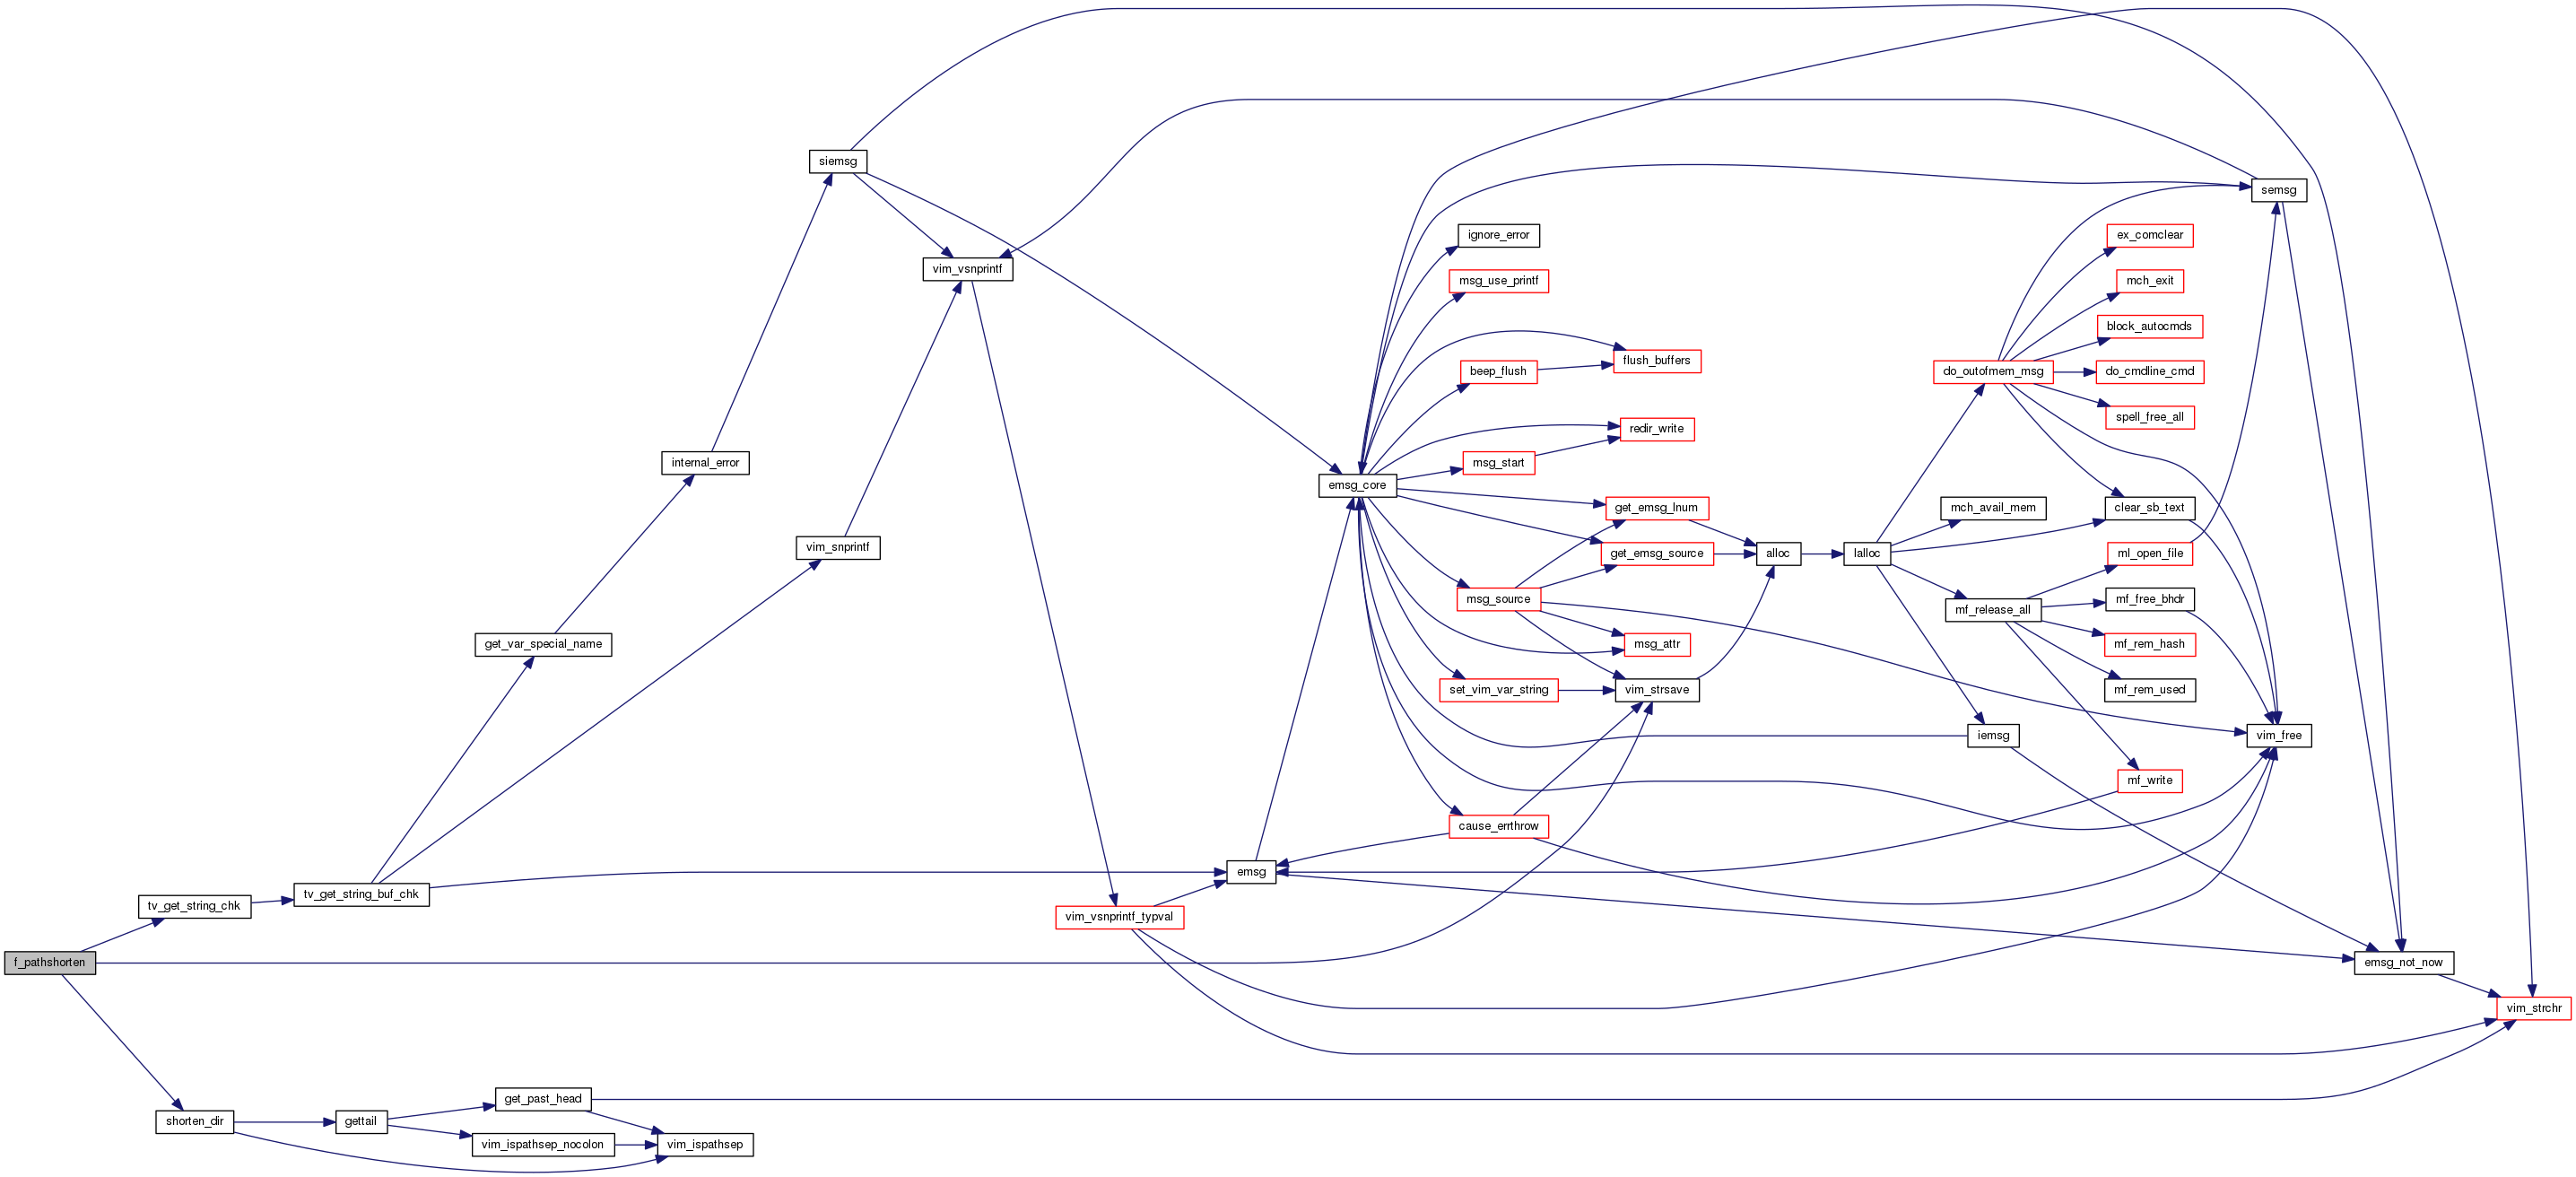 siemsg
semsg
ignore_error
ex_comclear
vim_vsnprintf
msg_use_printf
mch_exit
block_autocmds
flush_buffers
beep_flush
do_outofmem_msg
do_cmdline_cmd
spell_free_all
redir_write
internal_error
msg_start
emsg_core
get_emsg_lnum
mch_avail_mem
clear_sb_text
vim_snprintf
get_emsg_source
alloc
lalloc
ml_open_file
msg_source
mf_release_all
mf_free_bhdr
get_var_special_name
msg_attr
mf_rem_hash
set_vim_var_string
vim_strsave
mf_rem_used
iemsg
vim_free
mf_write
cause_errthrow
emsg
tv_get_string_buf_chk
tv_get_string_chk
vim_vsnprintf_typval
f_pathshorten
emsg_not_now
vim_strchr
get_past_head
shorten_dir
gettail
vim_ispathsep_nocolon
vim_ispathsep